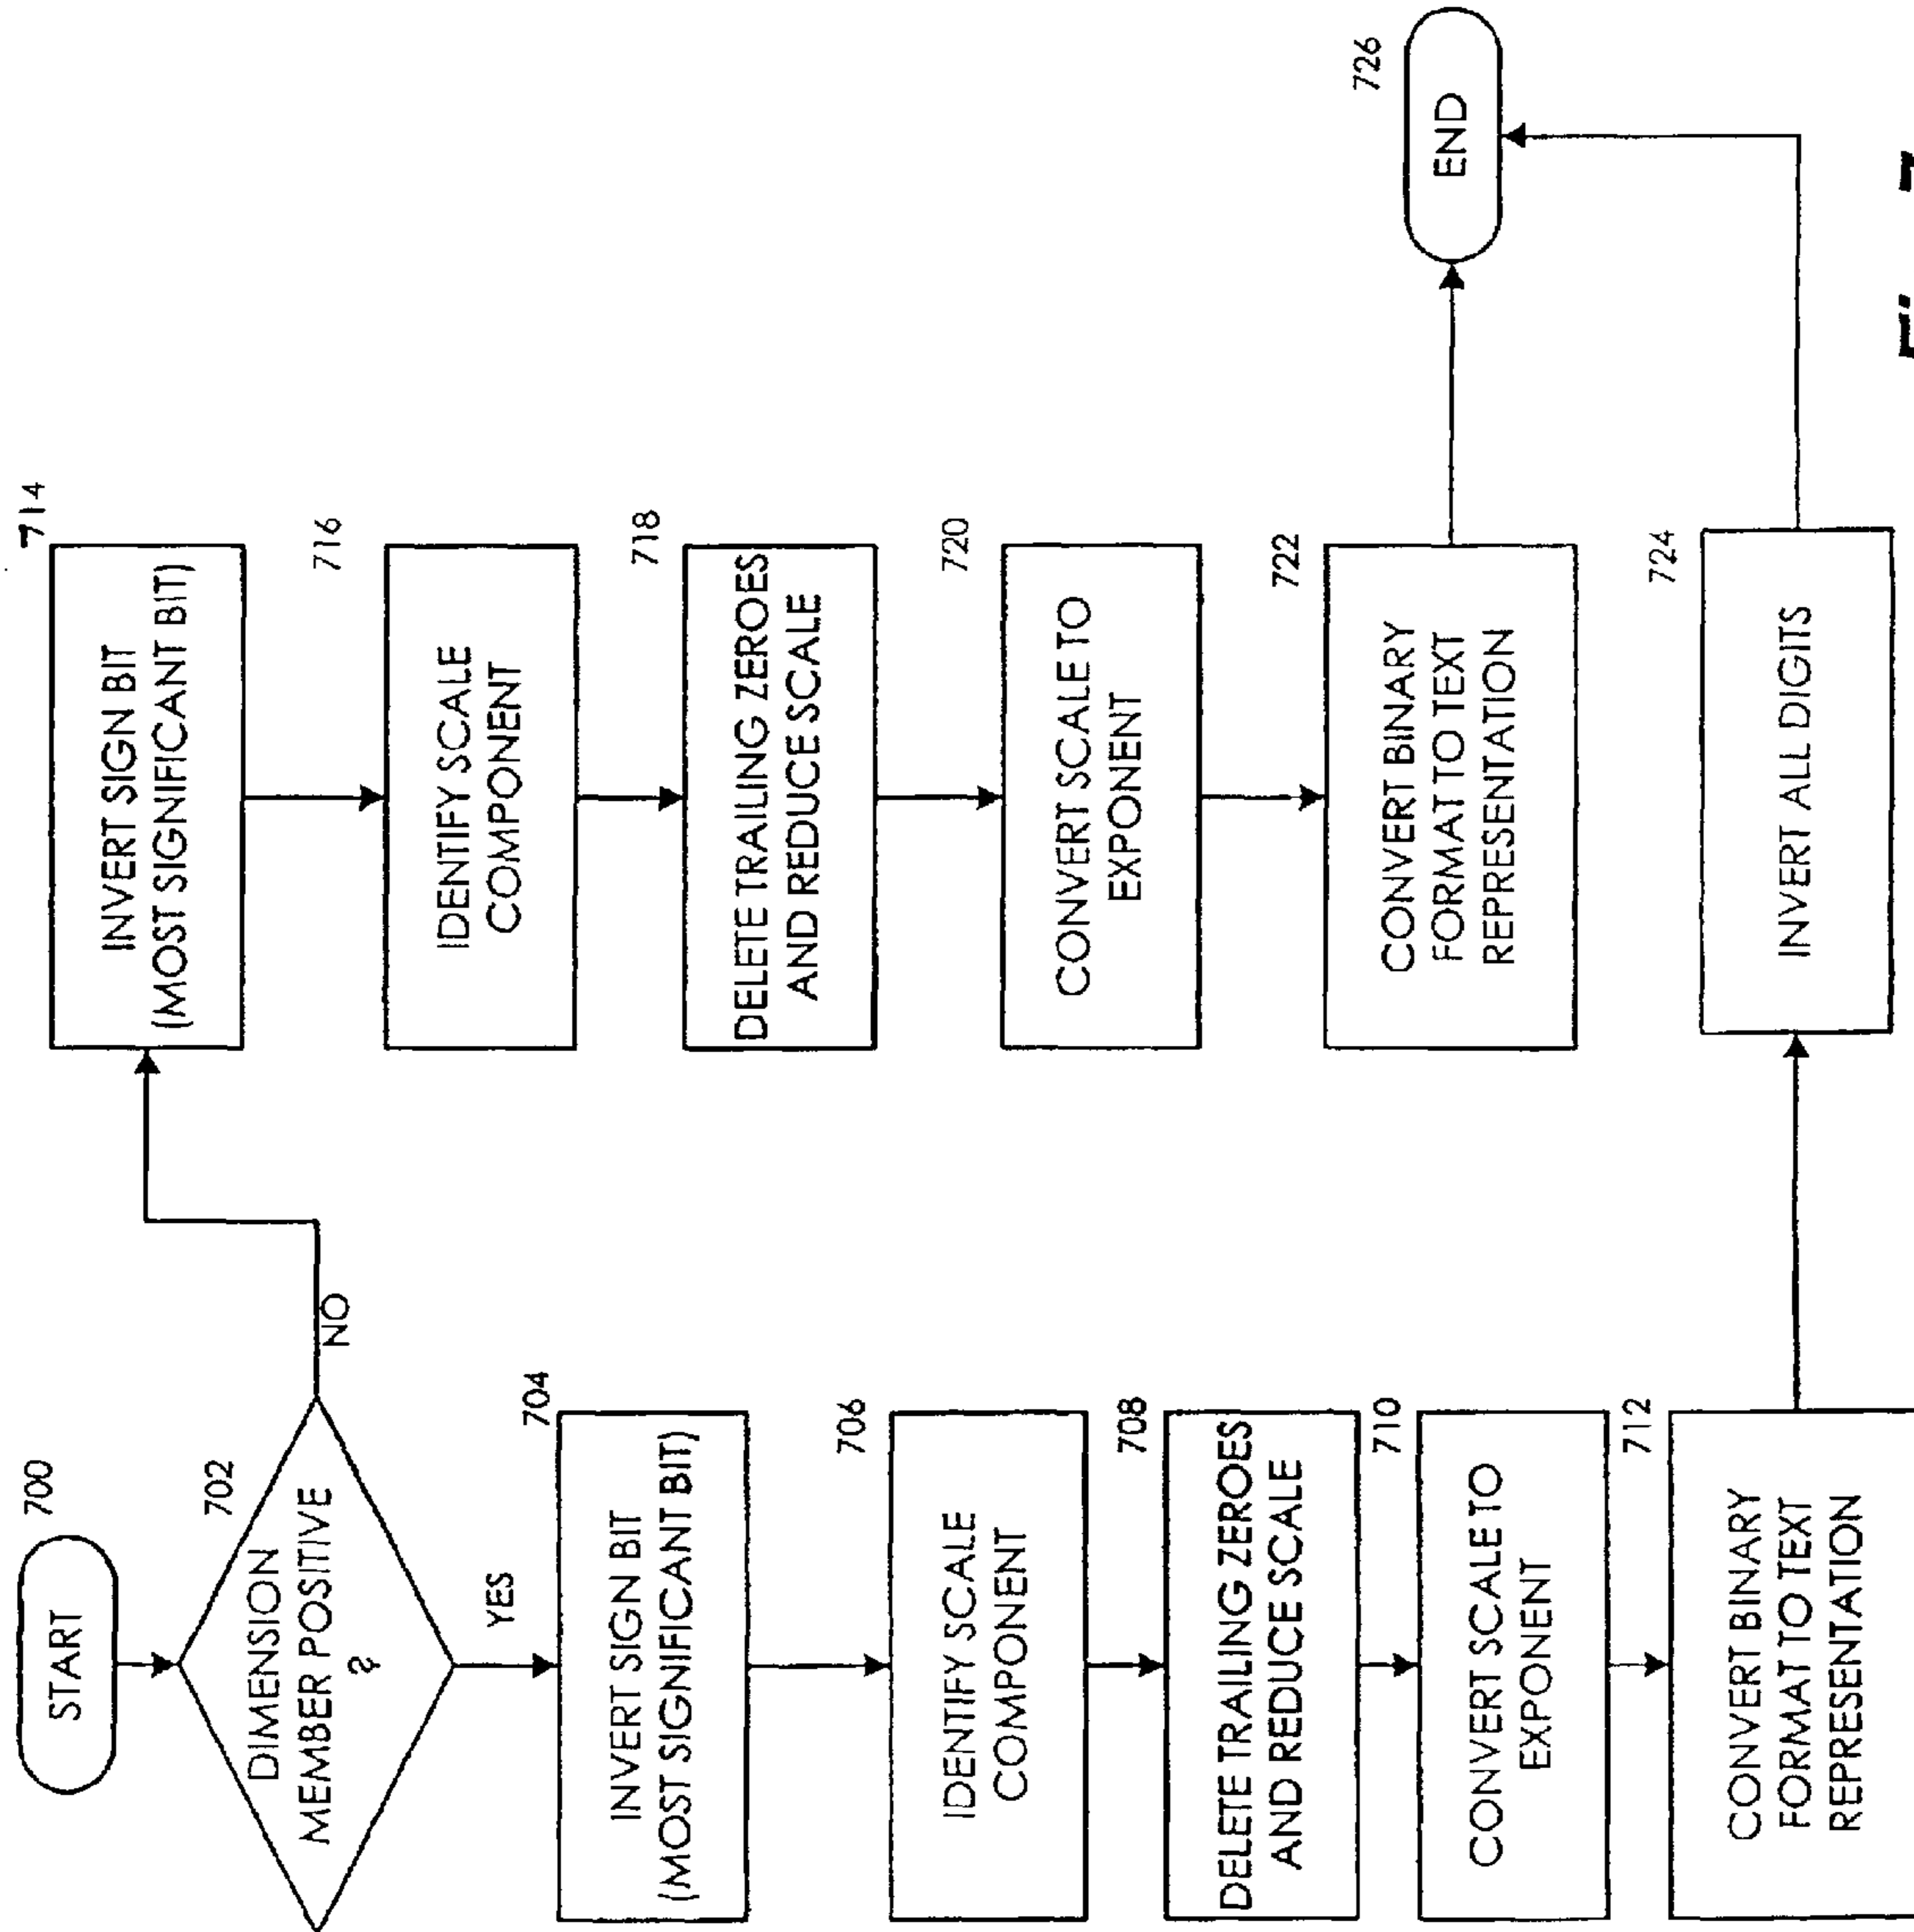 700
START
702
DIMENSION
MEMBER POSITIVE
?
NO
YES
704
INVERT SIGN BIT
(MOST SIGNIFICANT BIT)
706
IDENTIFY SCALE
COMPONENT
708
DELETE TRAILING ZEROES
AND REDUCE SCALE
710
CONVERT SCALE TO
EXPONENT
712
CONVERT BINARY
FORMAT TO TEXT
REPRESENTATION
714
INVERT SIGN BIT
(MOST SIGNIFICANT BIT)
716
IDENTIFY SCALE
COMPONENT
718
DELETE TRAILING ZEROES
AND REDUCE SCALE
720
CONVERT SCALE TO
EXPONENT
722
CONVERT BINARY
FORMAT TO TEXT
REPRESENTATION
724
INVERT ALL DIGITS
726
END